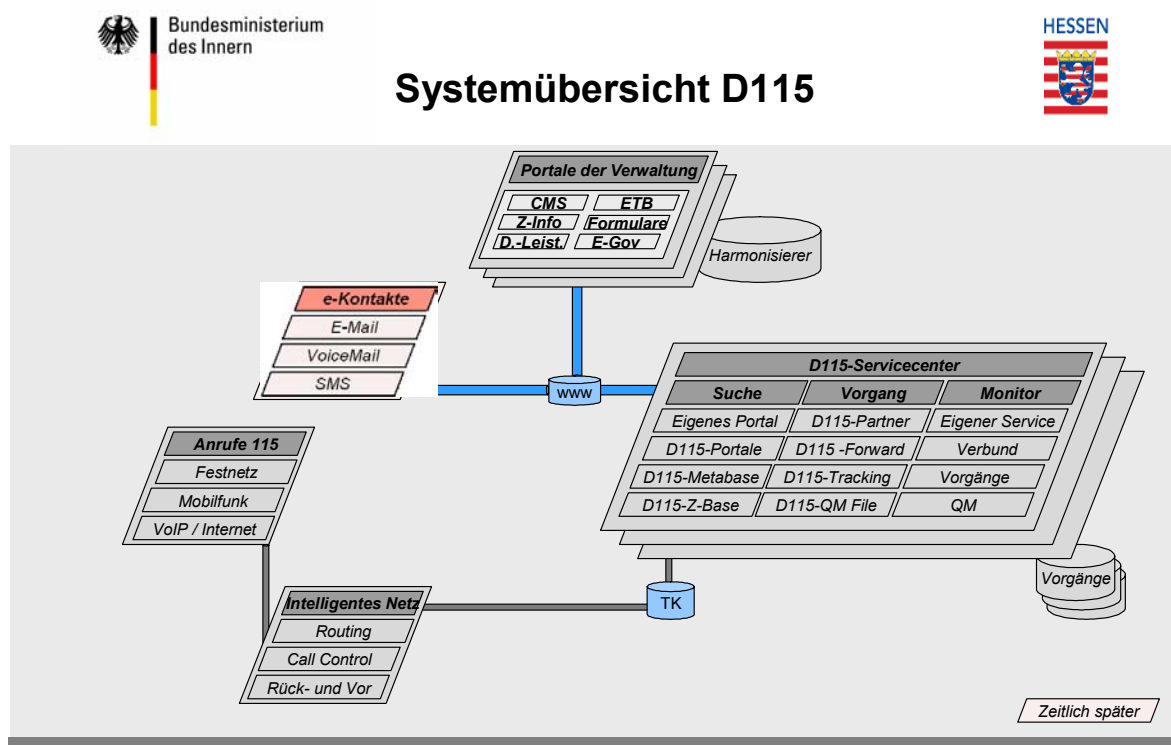 Bundesministerium
des Innern
HESSEN
Systemübersicht D115
Portale der Verwaltung
CMS ETB
Z-Info Formulare
D.-Leist. E-Gov
Harmonisierer
e-Kontakte
E-Mail
VoiceMail
SMS
www
D115-Servicecenter
Suche Vorgang Monitor
Eigenes Portal D115-Partner Eigener Service
D115-Portale D115 -Forward Verbund
D115-Metabase D115-Tracking Vorgänge
D115-Z-Base D115-QM File QM
Anrufe 115
Festnetz
Mobilfunk
VoIP / Internet
Vorgänge
Intelligentes Netz
Routing
Call Control
Rück- und Vor
TK
Zeitlich später